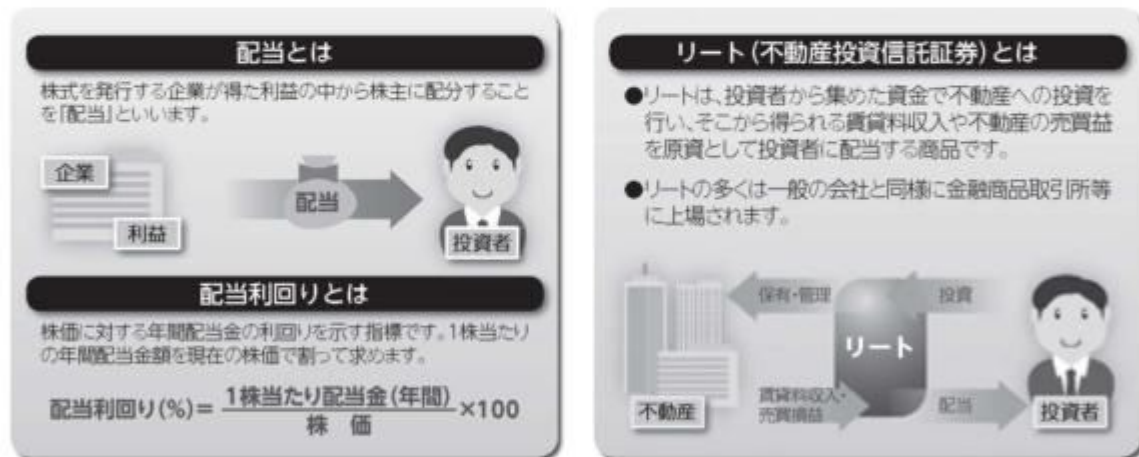 配当とは
株式を発行する企業が得た利益の中から株主に配分すること
を「配当」といいます。
企業
利益
配当
投資者
配当利回りとは
株価に対する年間配当金の利回りを示す指標です。1株当たり
の年間配当金額を現在の株価で割って求めます。
配当利回り(%)= 1株当たり配当金(年間) ×100
株 価
リート(不動産投資信託証券)とは
●リートは、投資者から集めた資金で不動産への投資を
行い、そこから得られる賃貸料収入や不動産の売買益
を原資として投資者に配当する商品です。
●リートの多くは一般の会社と同様に金融商品取引所等
に上場されます。
保有・管理
投資
リート
不動産
賃貸料収入・
売買損益
配当
投資者